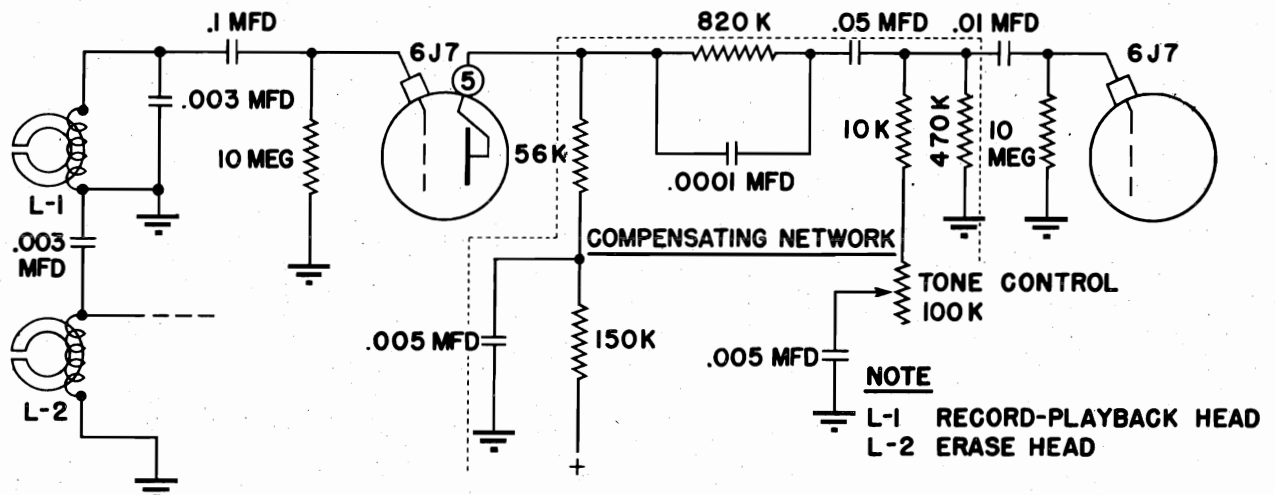 .1 MFD
820 K
.05 MFD
.01 MFD
6J7
5
6J7
.003 MFD
10 MEG
56K
.0001 MFD
10K
470K
10 MEG
L-1
.003 MFD
COMPENSATING NETWORK
TONE CONTROL
100K
.005 MFD
150K
.005 MFD
L-2
+
NOTE
L-1 RECORD-PLAYBACK HEAD
L-2 ERASE HEAD